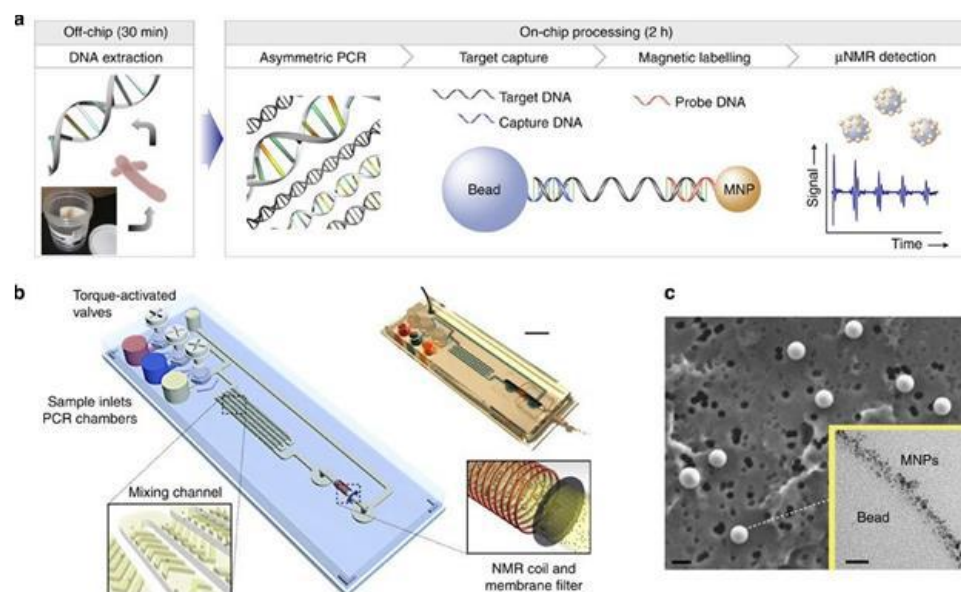 a
Off-chip (30 min)
DNA extraction
On-chip processing (2 h)
Asymmetric PCR
Target capture
Magnetic labelling
μNMR detection
Target DNA
Capture DNA
Probe DNA
Bead
MNP
Signal
Time
b
Torque-activated
valves
Sample inlets
PCR chambers
Mixing channel
NMR coil and
membrane filter
c
MNPs
Bead